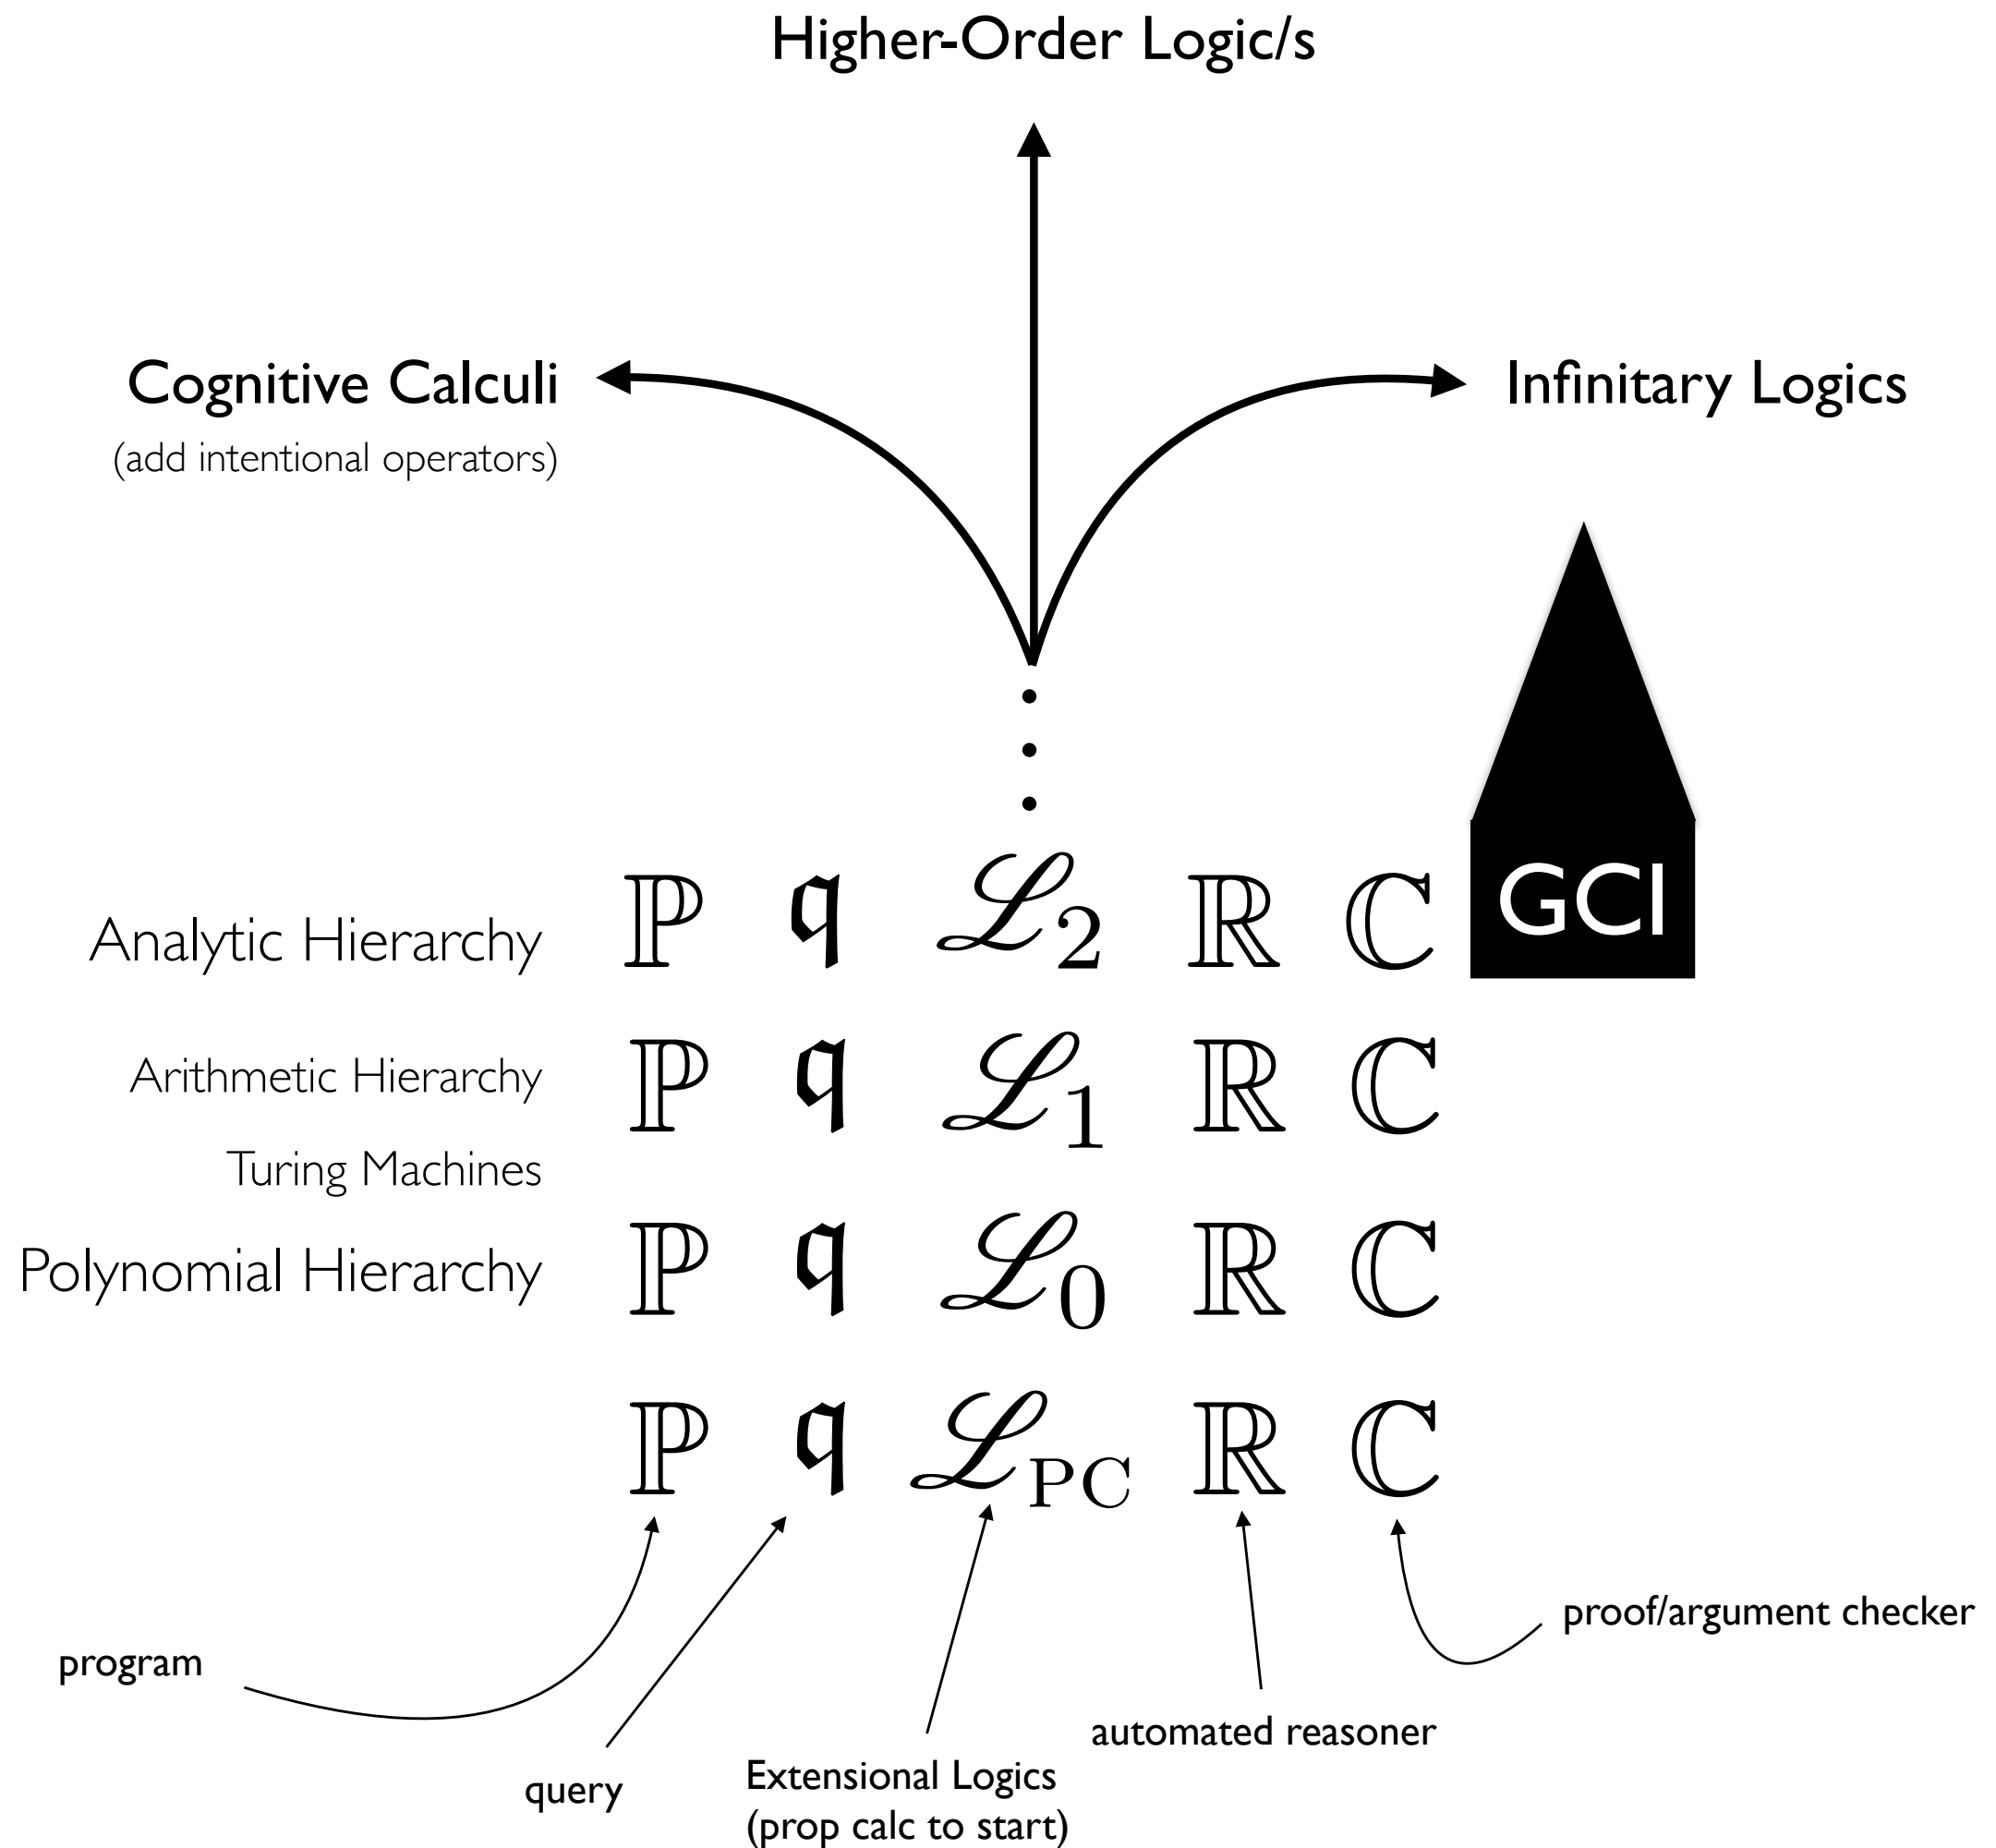 Higher-Order Logic/s
Cognitive Calculi
(add intentional operators)
Infinitary Logics
Analytic Hierarchy ℙ 𝔮 ℒ₂ ℝ ℂ GCI
Arithmetic Hierarchy ℙ 𝔮 ℒ₁ ℝ ℂ
Turing Machines
Polynomial Hierarchy ℙ 𝔮 ℒ₀ ℝ ℂ
ℙ 𝔮 ℒ_PC ℝ ℂ
proof/argument checker
program
automated reasoner
query
Extensional Logics
(prop calc to start)